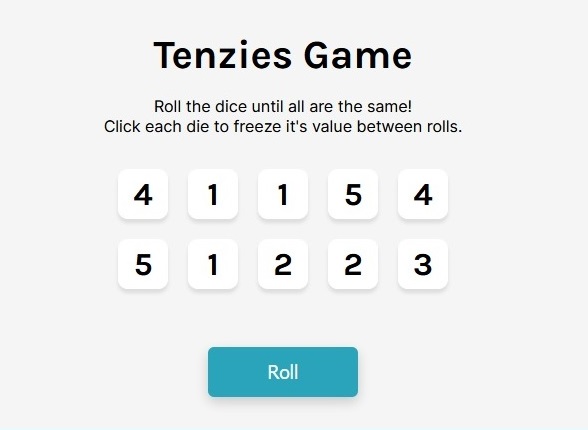 Tenzies Game
Roll the dice until all are the same!
Click each die to freeze it's value between rolls.
4 1 1 5 4
5 1 2 2 3
Roll